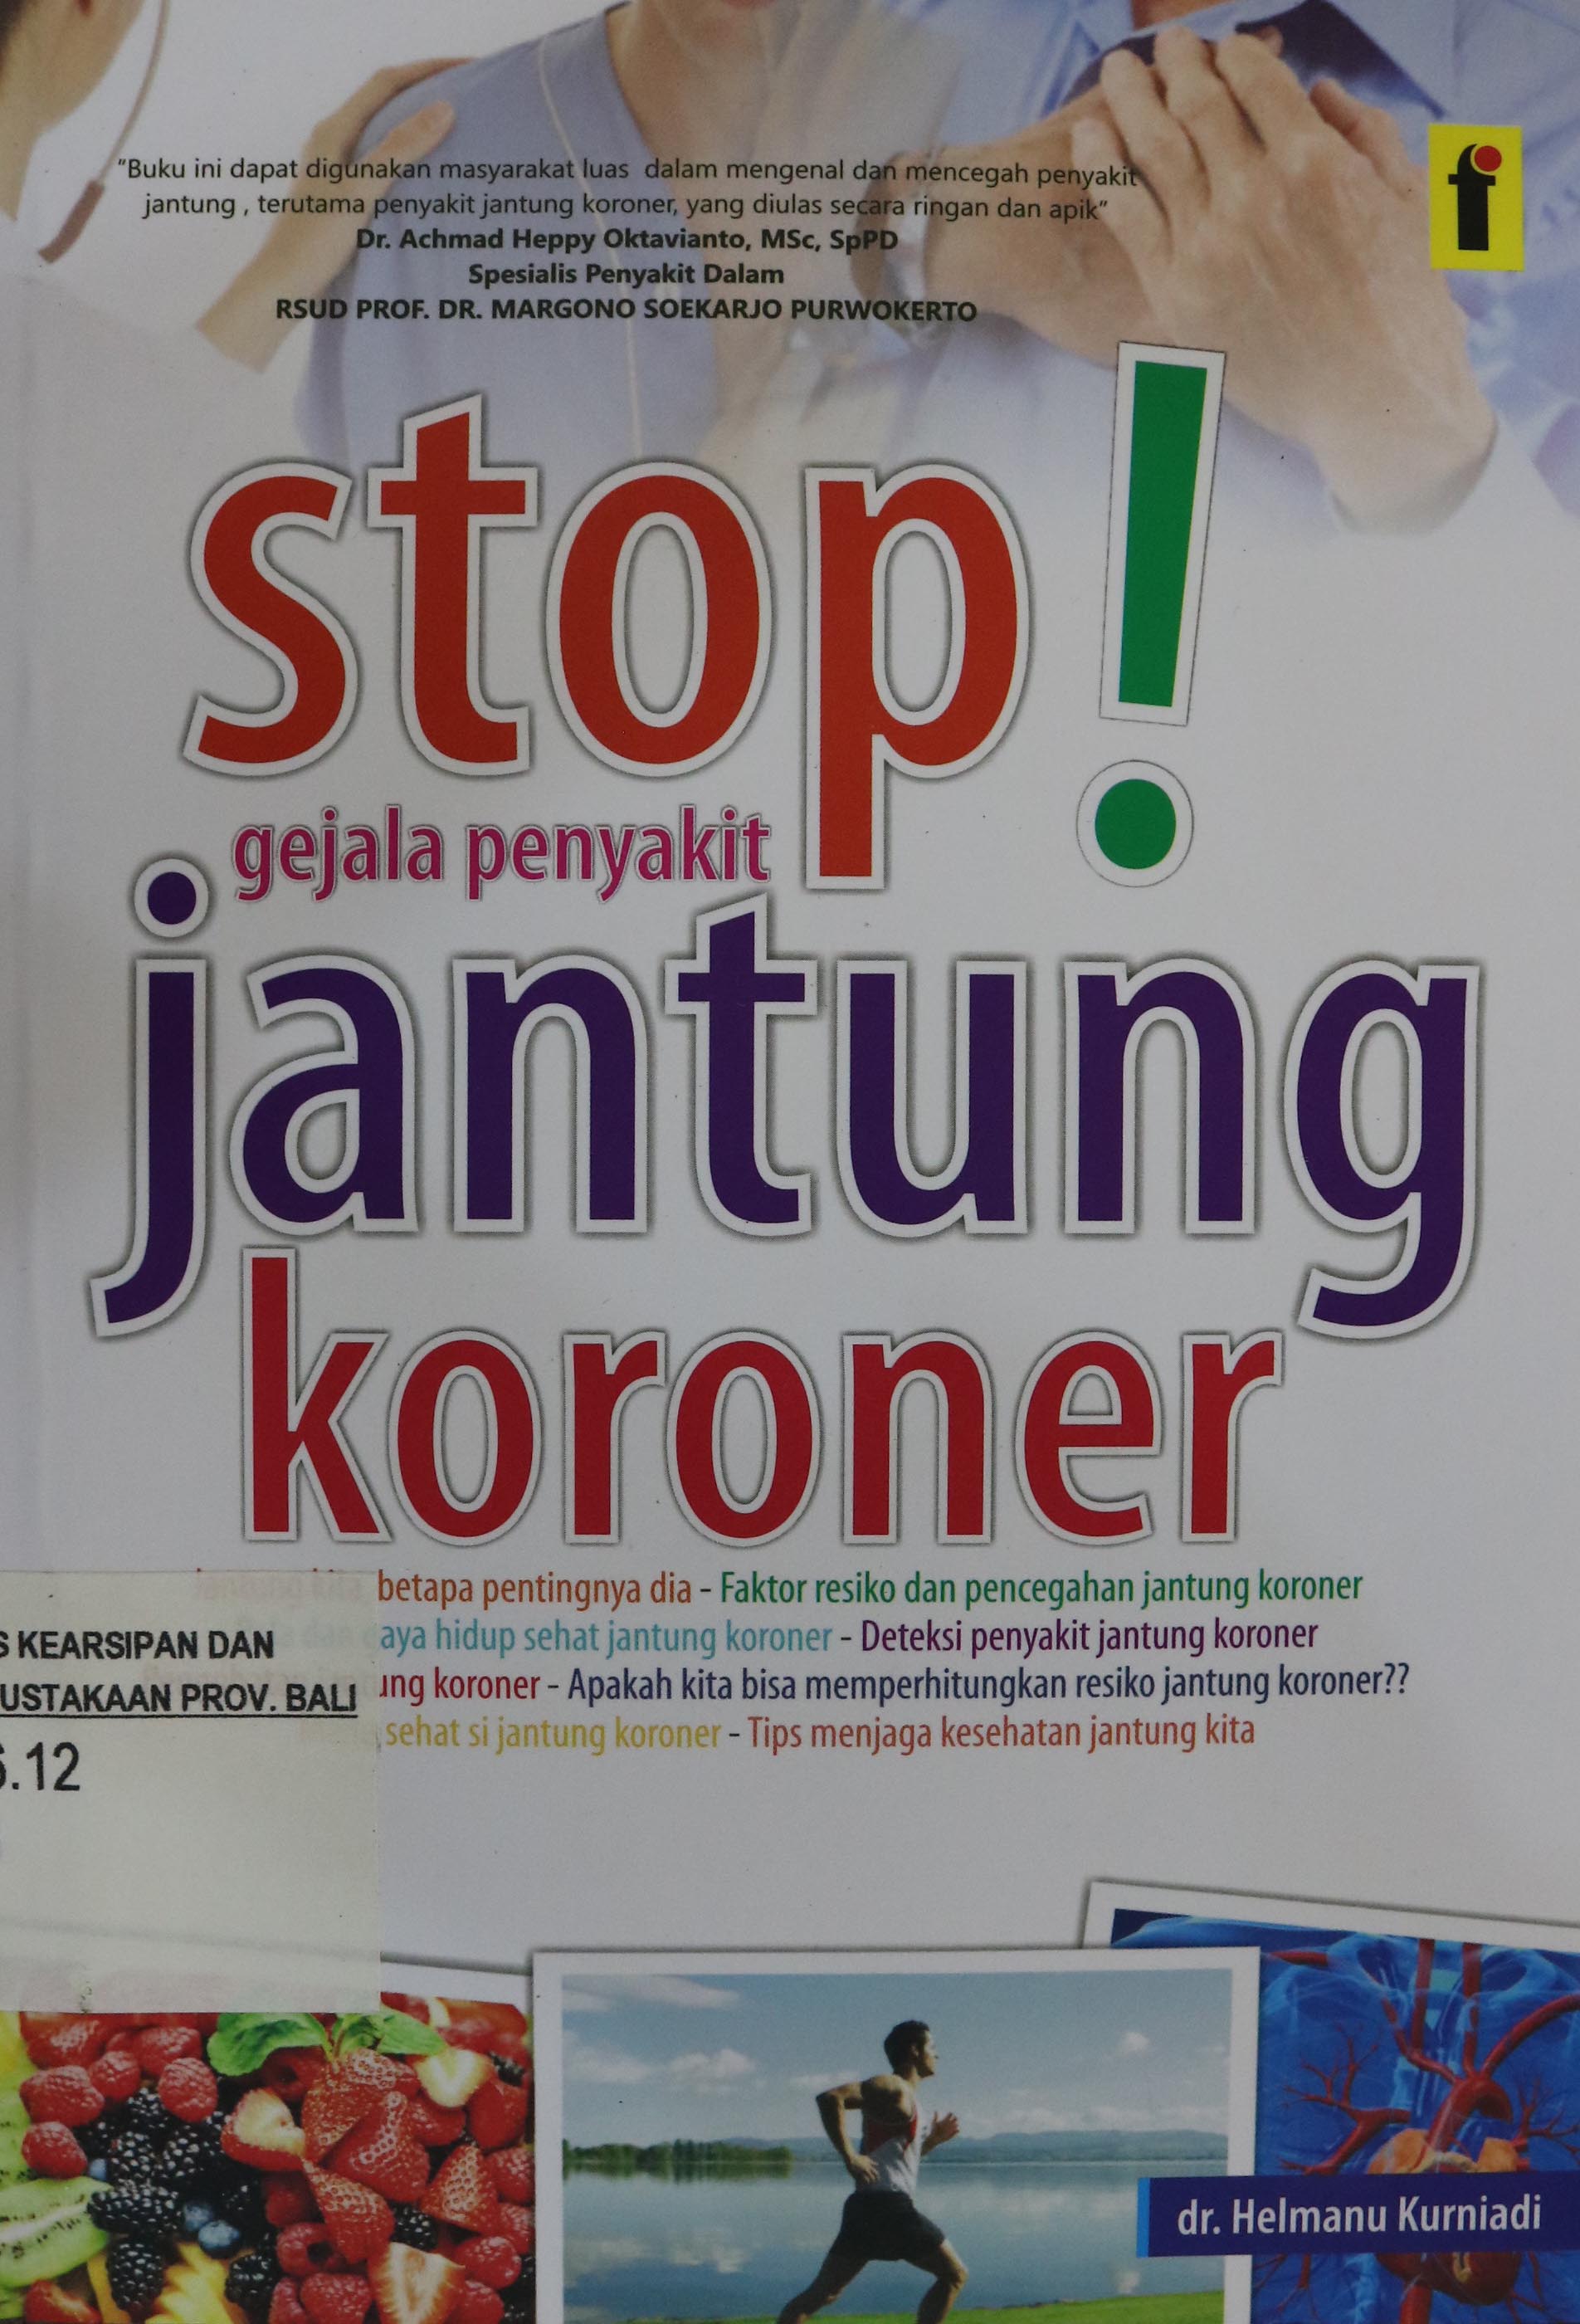 "Buku ini dapat digunakan masyarakat luas dalam mengenal dan mencegah penyakit
jantung , terutama penyakit jantung koroner, yang diulas secara ringan dan apik"
Dr. Achmad Heppy Oktavianto, MSc, SpPD
Spesialis Penyakit Dalam
RSUD PROF. DR. MARGONO SOEKARJO PURWOKERTO
f
stop!
gejala penyakit
jantung
koroner
jantung kita betapa pentingnya dia - Faktor resiko dan pencegahan jantung koroner
aya hidup sehat jantung koroner - Deteksi penyakit jantung koroner
ung koroner - Apakah kita bisa memperhitungkan resiko jantung koroner??
sehat si jantung koroner - Tips menjaga kesehatan jantung kita
S KEARSIPAN DAN
USTAKAAN PROV. BALI
.12
dr. Helmanu Kurniadi